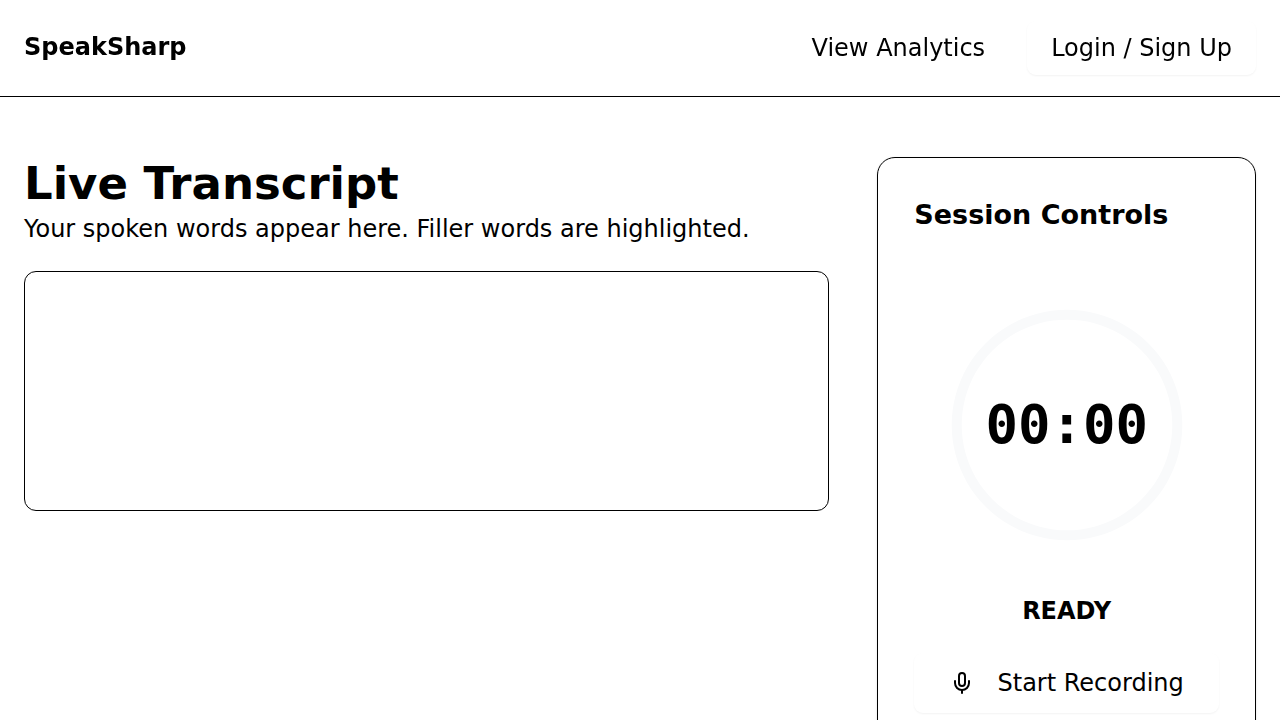 SpeakSharp
View Analytics
Login / Sign Up
Live Transcript
Your spoken words appear here. Filler words are highlighted.
Session Controls
00:00
READY
Start Recording